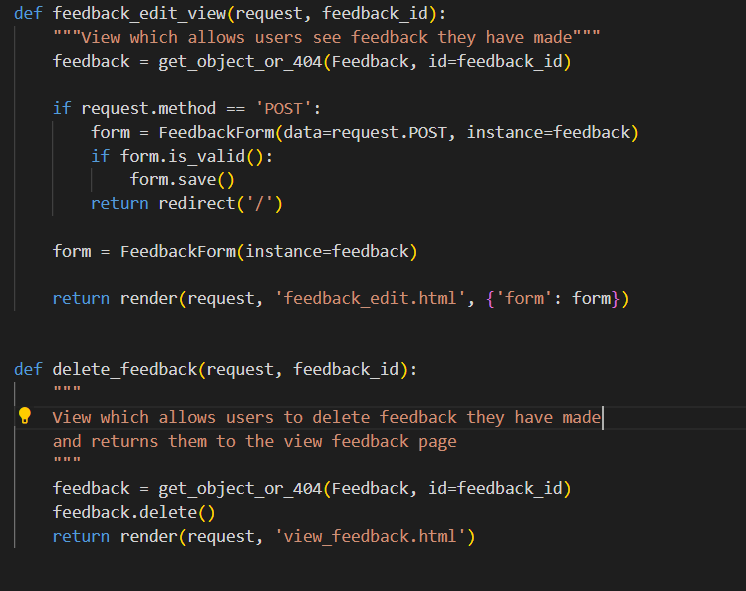 def feedback_edit_view(request, feedback_id):
    """View which allows users see feedback they have made"""
    feedback = get_object_or_404(Feedback, id=feedback_id)

    if request.method == 'POST':
        form = FeedbackForm(data=request.POST, instance=feedback)
        if form.is_valid():
            form.save()
        return redirect('/')

    form = FeedbackForm(instance=feedback)

    return render(request, 'feedback_edit.html', {'form': form})


def delete_feedback(request, feedback_id):
    """
    View which allows users to delete feedback they have made
    and returns them to the view feedback page
    """
    feedback = get_object_or_404(Feedback, id=feedback_id)
    feedback.delete()
    return render(request, 'view_feedback.html')